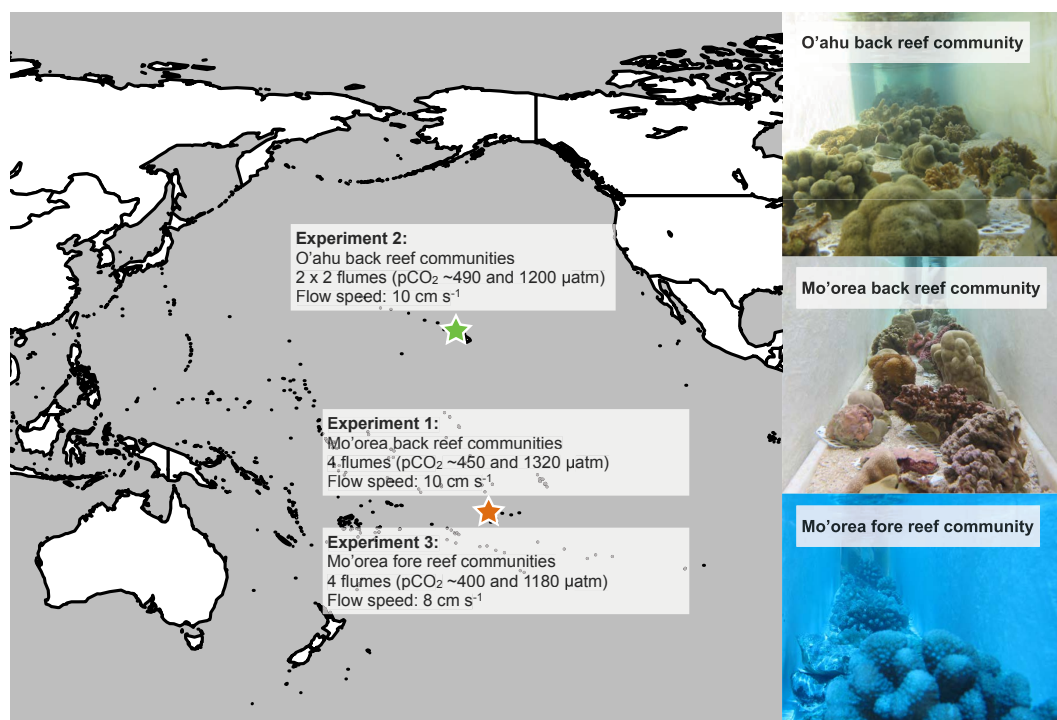 O'ahu back reef community
Experiment 2:
O'ahu back reef communities
2 x 2 flumes (pCO₂ ~490 and 1200 µatm)
Flow speed: 10 cm s⁻¹
Mo'orea back reef community
Experiment 1:
Mo'orea back reef communities
4 flumes (pCO₂ ~450 and 1320 µatm)
Flow speed: 10 cm s⁻¹
Mo'orea fore reef community
Experiment 3:
Mo'orea fore reef communities
4 flumes (pCO₂ ~400 and 1180 µatm)
Flow speed: 8 cm s⁻¹